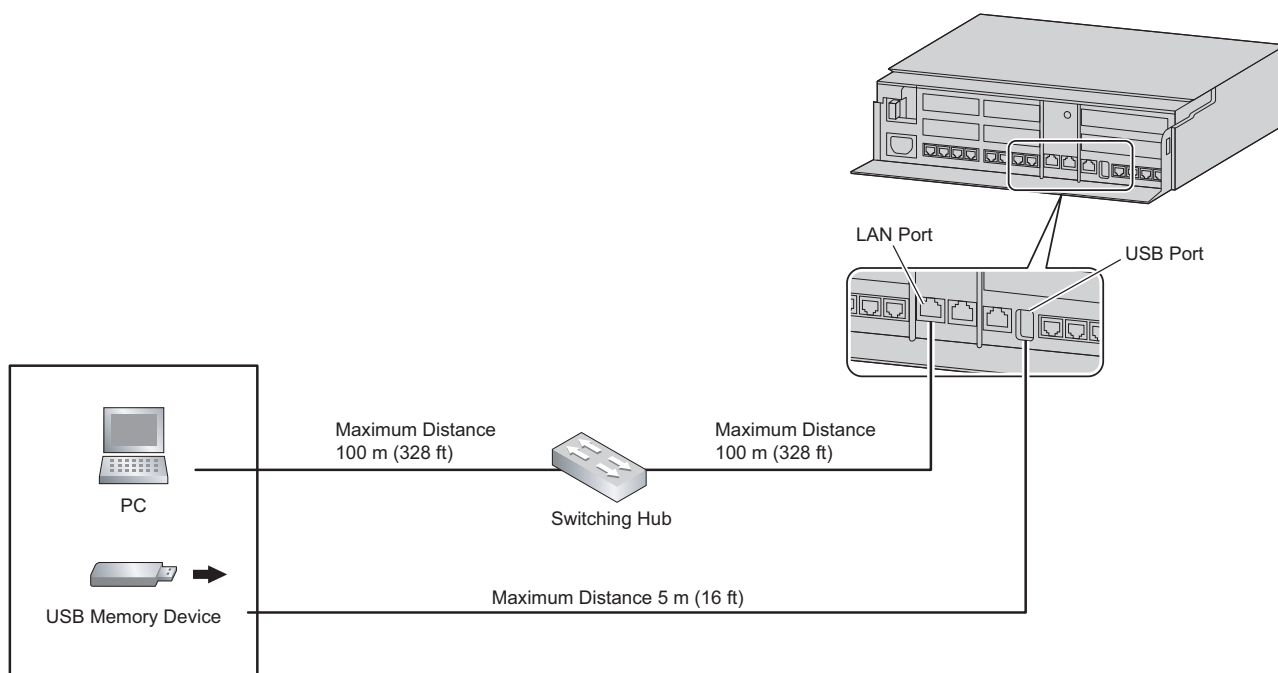 LAN Port
USB Port
Maximum Distance
100 m (328 ft)
Maximum Distance
100 m (328 ft)
PC
Switching Hub
Maximum Distance 5 m (16 ft)
USB Memory Device